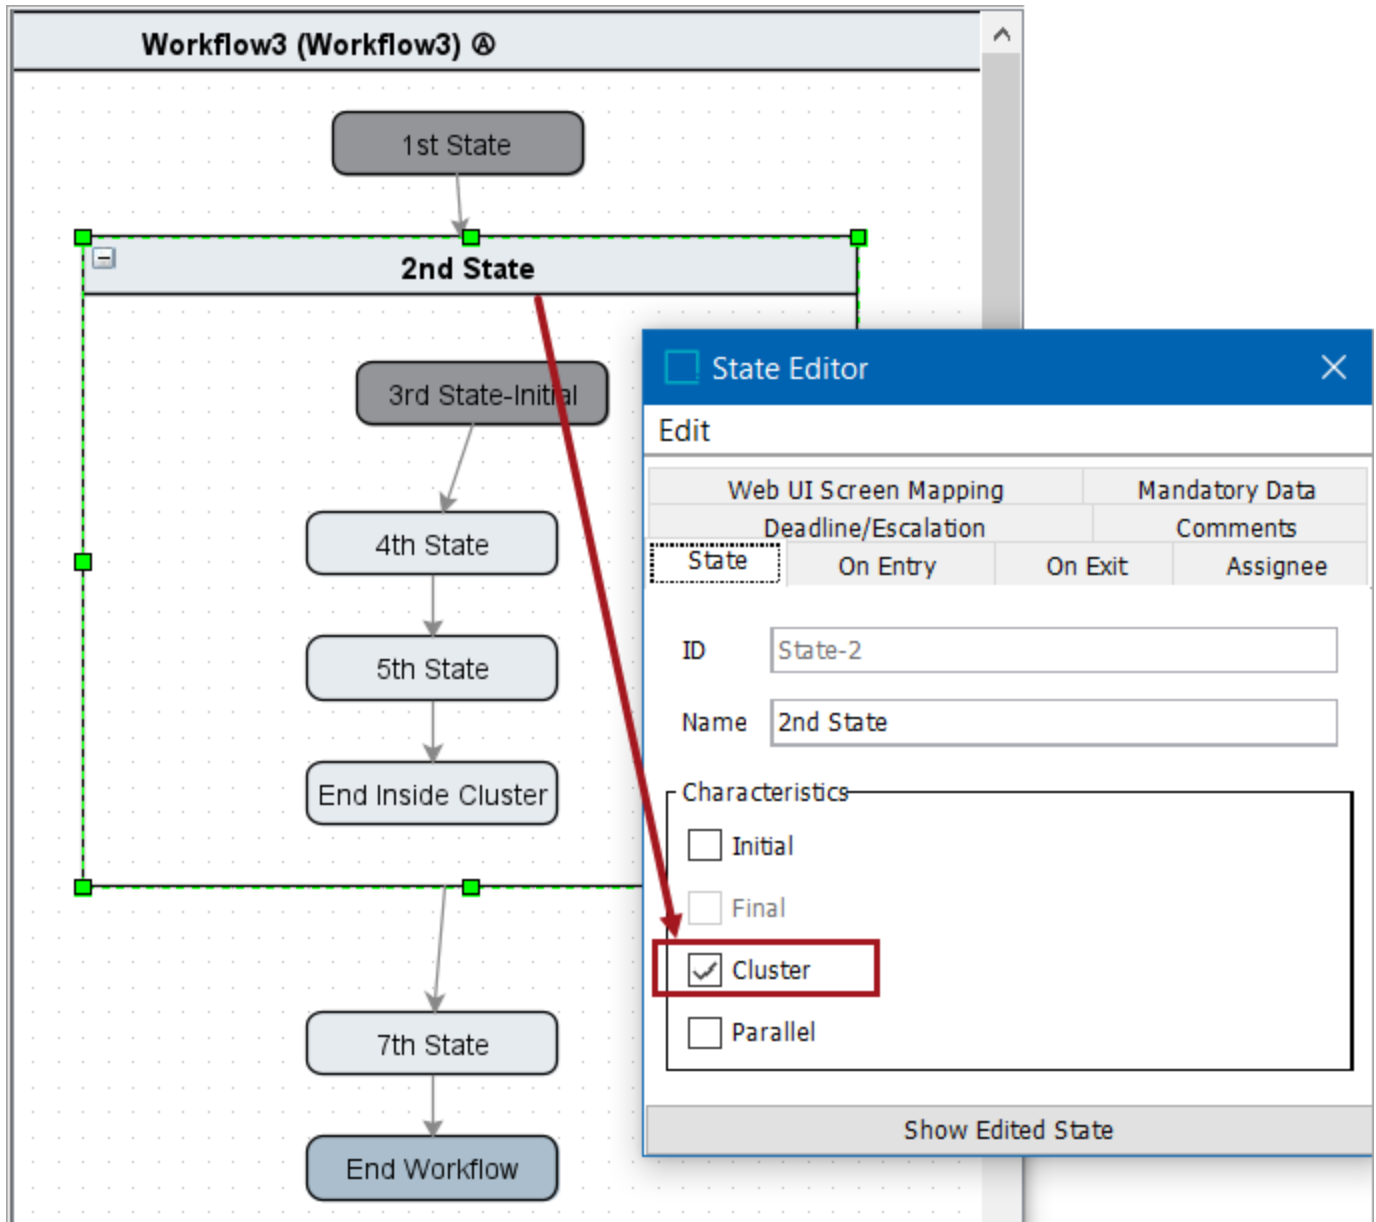 Workflow3 (Workflow3) Ⓐ
1st State
2nd State
3rd State-Initial
4th State
5th State
End Inside Cluster
7th State
End Workflow
State Editor
Edit
Web UI Screen Mapping Mandatory Data
Deadline/Escalation Comments
State On Entry On Exit Assignee
ID State-2
Name 2nd State
Characteristics
Initial
Final
Cluster
Parallel
Show Edited State